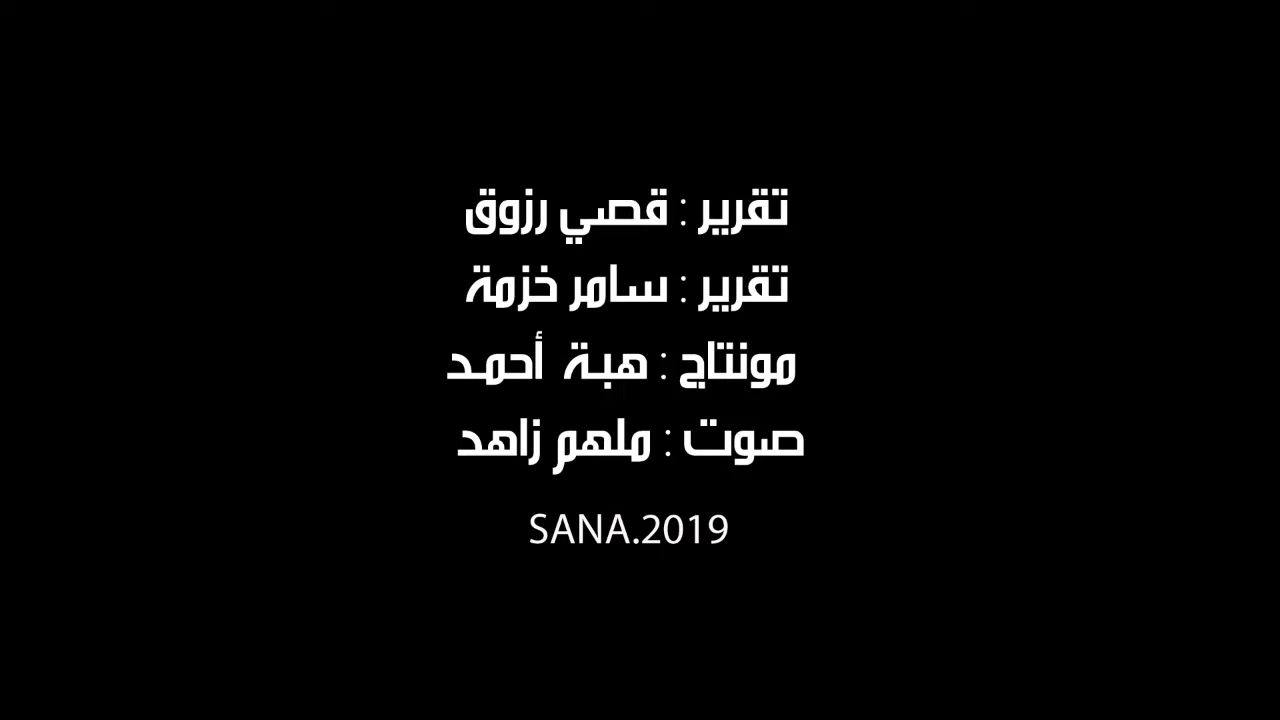 تقرير : قصي رزوق
تقرير : سامر خزمة
مونتاج : هبة أحمد
صوت : ملهم زاهد
SANA.2019